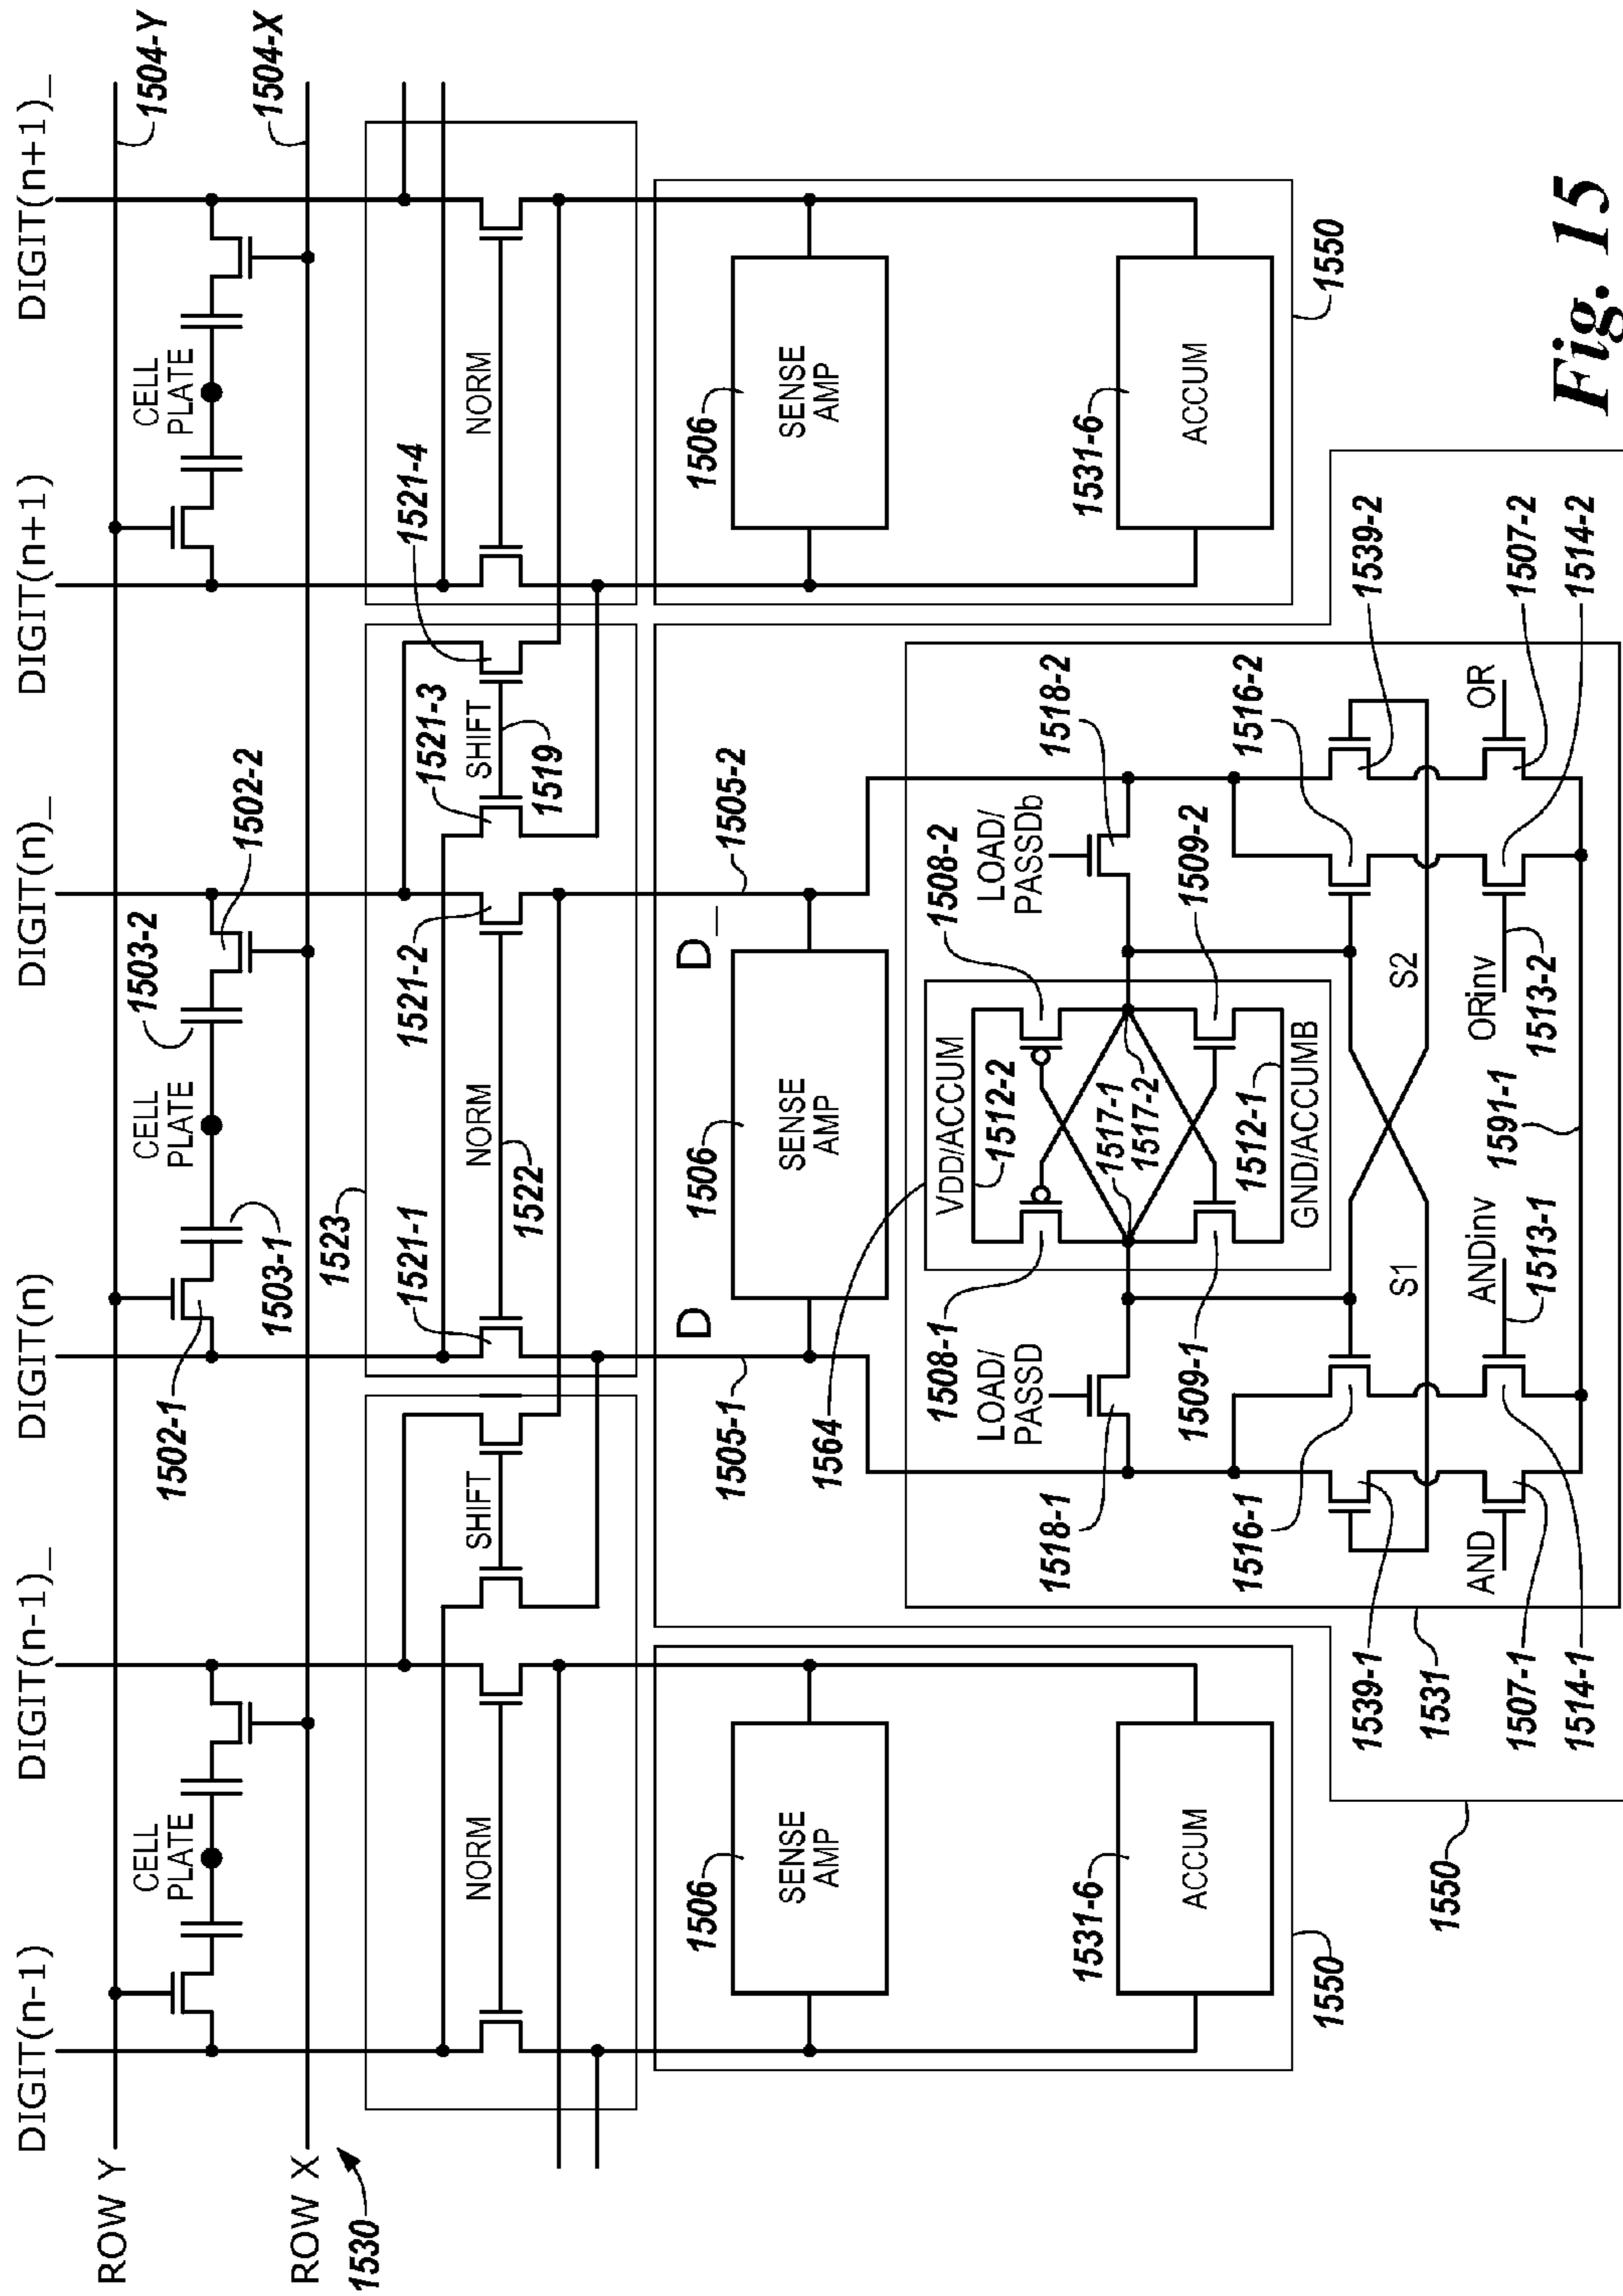 DIGIT(n-1)
DIGIT(n-1)_
DIGIT(n)
DIGIT(n)_
DIGIT(n+1)
DIGIT(n+1)_
ROW Y
1504-Y
ROW X
1504-X
1530
CELL
PLATE
1502-1
1503-1
CELL
PLATE
1503-2
1502-2
CELL
PLATE
1523
NORM
SHIFT
1521-1
NORM
1522
1521-2
1521-3
SHIFT
1519
1521-4
NORM
1506
SENSE
AMP
1531-6
ACCUM
1550
1505-1
D
1506
SENSE
AMP
D_
1505-2
1506
SENSE
AMP
1531-6
ACCUM
1550
1564
1508-1
LOAD/
PASSD
1518-1
1509-1
VDD/ACCUM
1512-2
1517-1
1517-2
1512-1
GND/ACCUMB
1508-2
LOAD/
PASSDb
1518-2
1509-2
1516-1
1516-2
1539-2
S1
S2
AND
ANDinv
1513-1
1591-1
ORinv
1513-2
OR
1507-2
1514-2
1539-1
1531
1507-1
1514-1
1550
Fig. 15